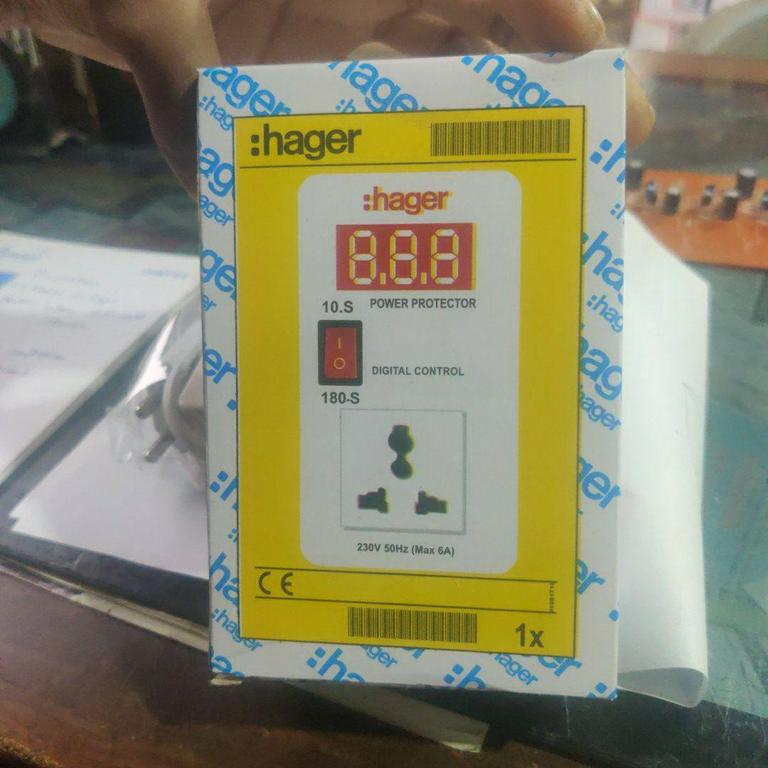 :hager
:hager
8.8.8
10.S
POWER PROTECTOR
DIGITAL CONTROL
180-S
230V 50Hz (Max 6A)
CE
1x